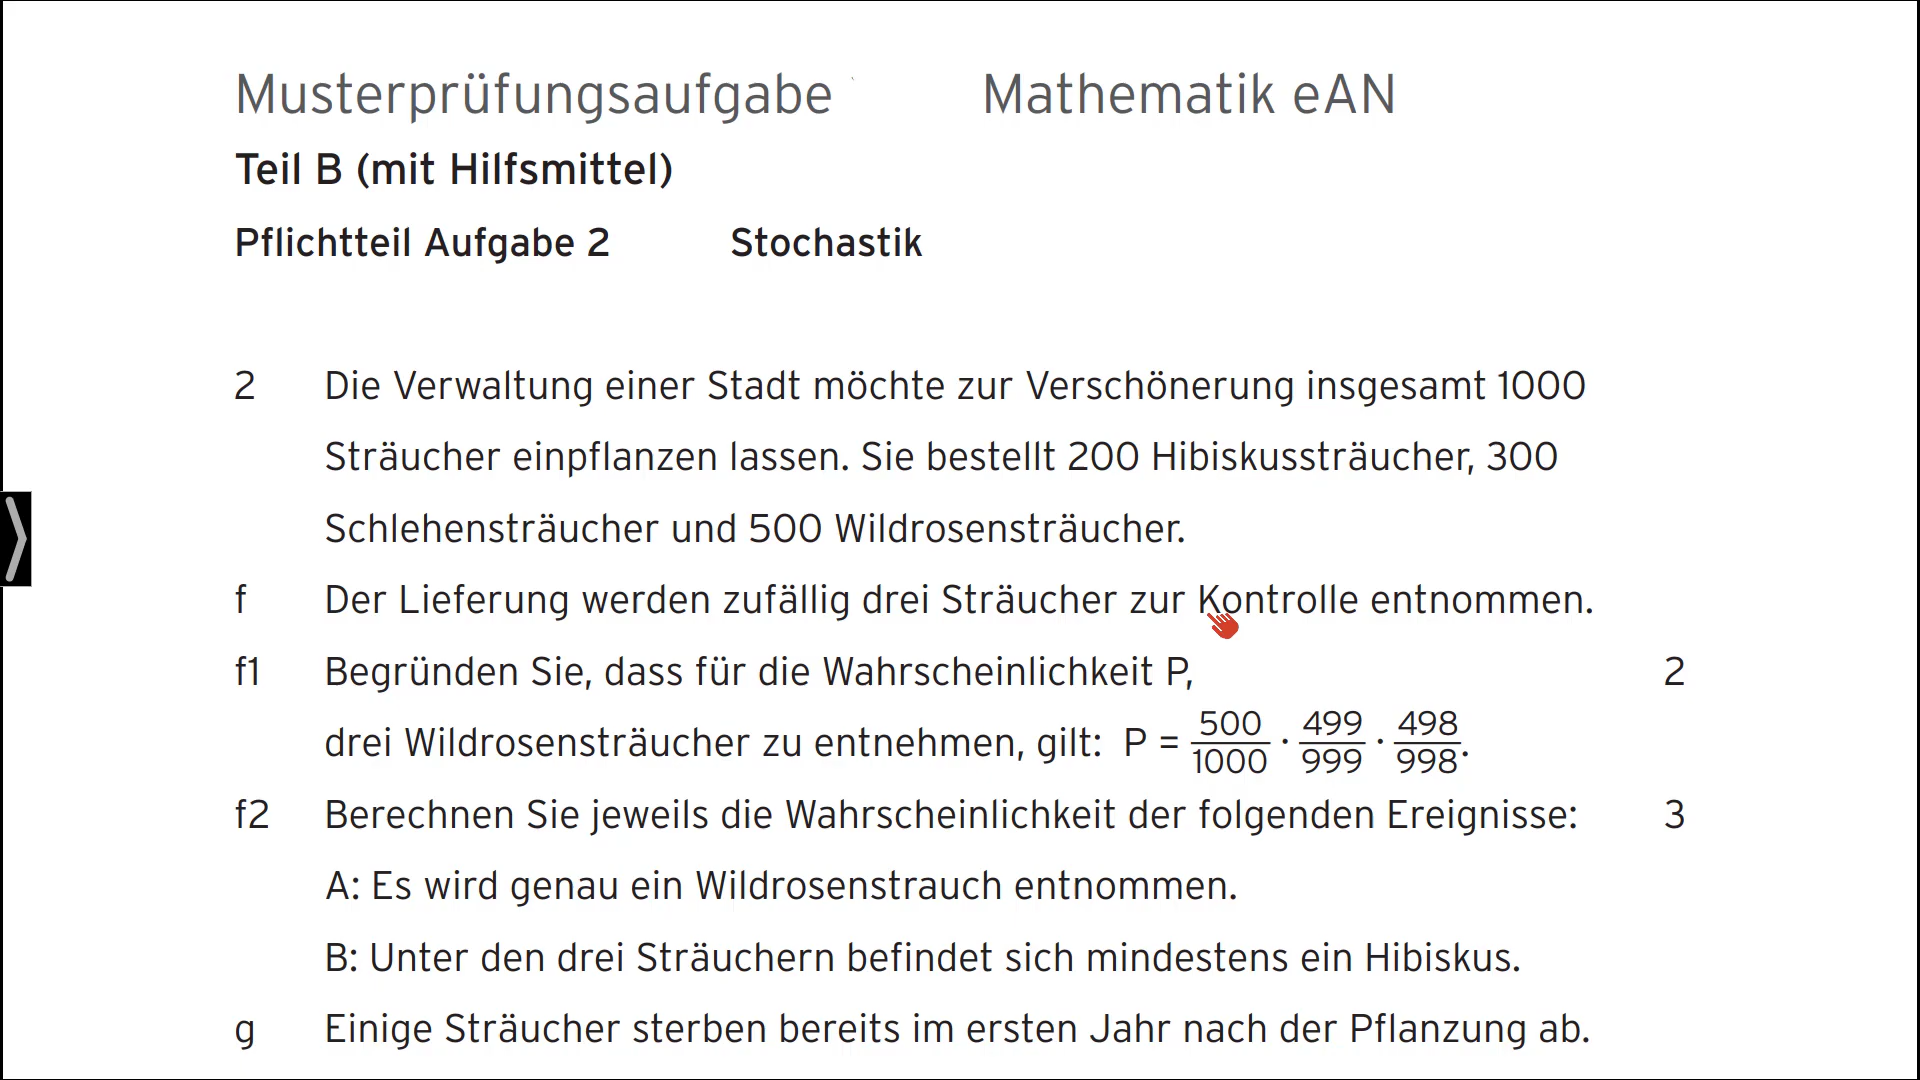 Musterprüfungsaufgabe Mathematik eAN
Teil B (mit Hilfsmittel)
Pflichtteil Aufgabe 2 Stochastik
2 Die Verwaltung einer Stadt möchte zur Verschönerung insgesamt 1000
Sträucher einpflanzen lassen. Sie bestellt 200 Hibiskussträucher, 300
Schlehensträucher und 500 Wildrosensträucher.
f Der Lieferung werden zufällig drei Sträucher zur Kontrolle entnommen.
f1 Begründen Sie, dass für die Wahrscheinlichkeit P, 2
drei Wildrosensträucher zu entnehmen, gilt: P = 500/1000 · 499/999 · 498/998.
f2 Berechnen Sie jeweils die Wahrscheinlichkeit der folgenden Ereignisse: 3
A: Es wird genau ein Wildrosenstrauch entnommen.
B: Unter den drei Sträuchern befindet sich mindestens ein Hibiskus.
g Einige Sträucher sterben bereits im ersten Jahr nach der Pflanzung ab.